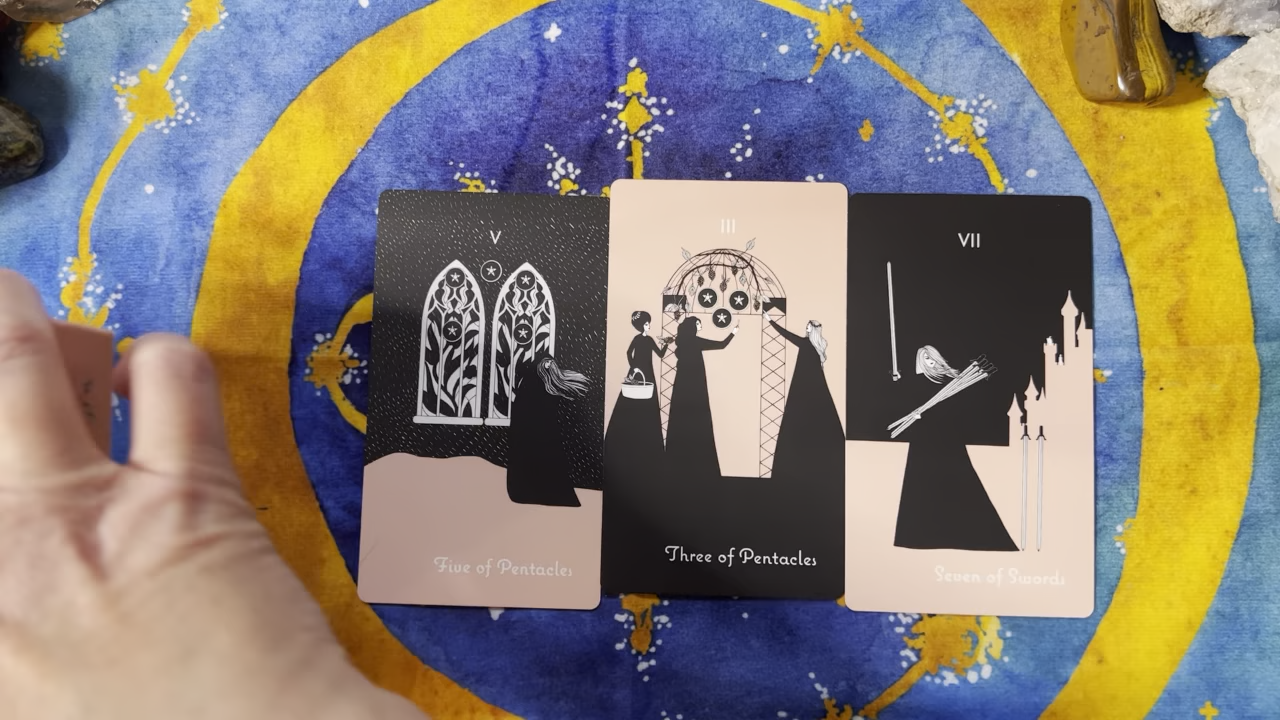 V
III
VII
Five of Pentacles
Three of Pentacles
Seven of Swords